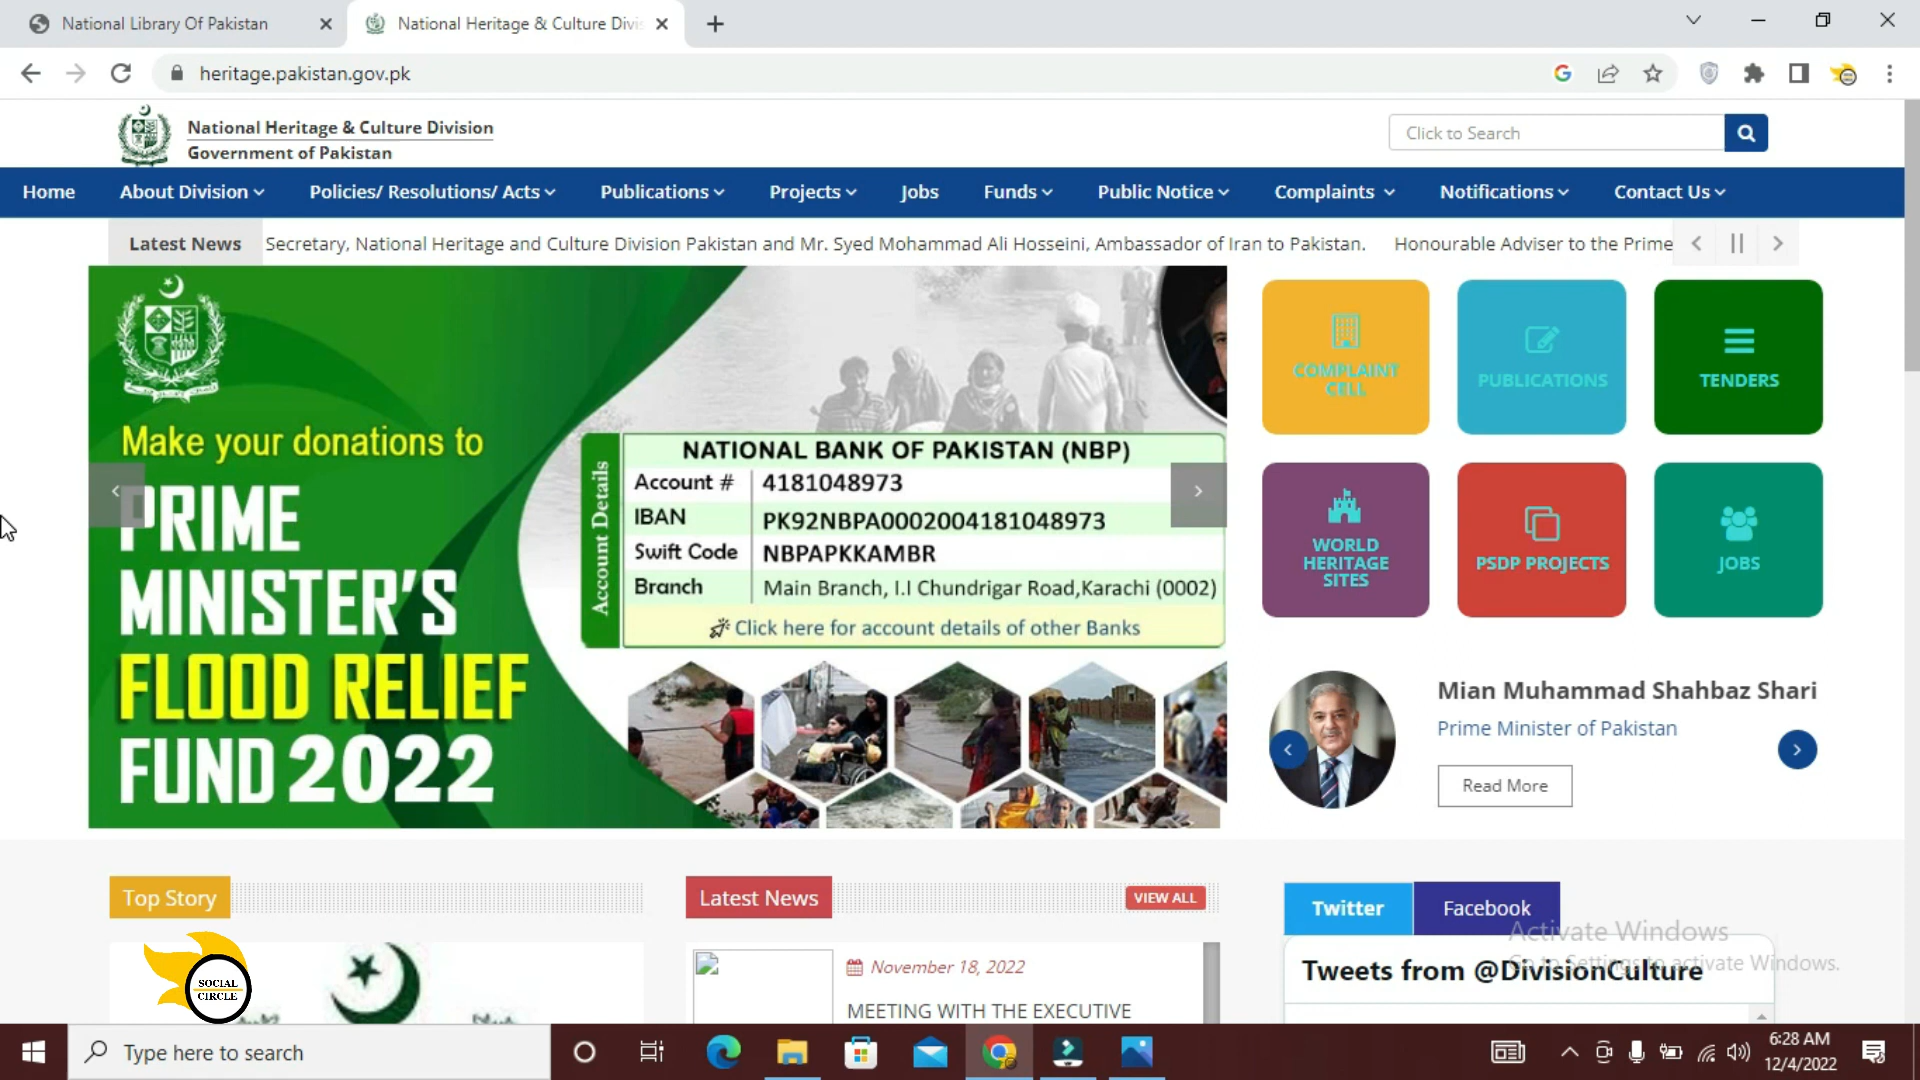 National Library Of Pakistan
National Heritage & Culture Divis
heritage.pakistan.gov.pk
National Heritage & Culture Division
Government of Pakistan
Click to Search
Home About Division Policies/ Resolutions/ Acts Publications Projects Jobs Funds Public Notice Complaints Notifications Contact Us
Latest News Secretary, National Heritage and Culture Division Pakistan and Mr. Syed Mohammad Ali Hosseini, Ambassador of Iran to Pakistan. Honourable Adviser to the Prime
Make your donations to
PRIME
MINISTER'S
FLOOD RELIEF
FUND 2022
Account Details
NATIONAL BANK OF PAKISTAN (NBP)
Account # 4181048973
IBAN PK92NBPA0002004181048973
Swift Code NBPAPKKAMBR
Branch Main Branch, I.I Chundrigar Road,Karachi (0002)
Click here for account details of other Banks
COMPLAINT
CELL
PUBLICATIONS
TENDERS
WORLD
HERITAGE
SITES
PSDP PROJECTS
JOBS
Mian Muhammad Shahbaz Shari
Prime Minister of Pakistan
Read More
Top Story
Latest News
VIEW ALL
Twitter Facebook
November 18, 2022
MEETING WITH THE EXECUTIVE
Tweets from @DivisionCulture
Activate Windows
Go to Settings to activate Windows.
SOCIAL
CIRCLE
Type here to search
6:28 AM
12/4/2022